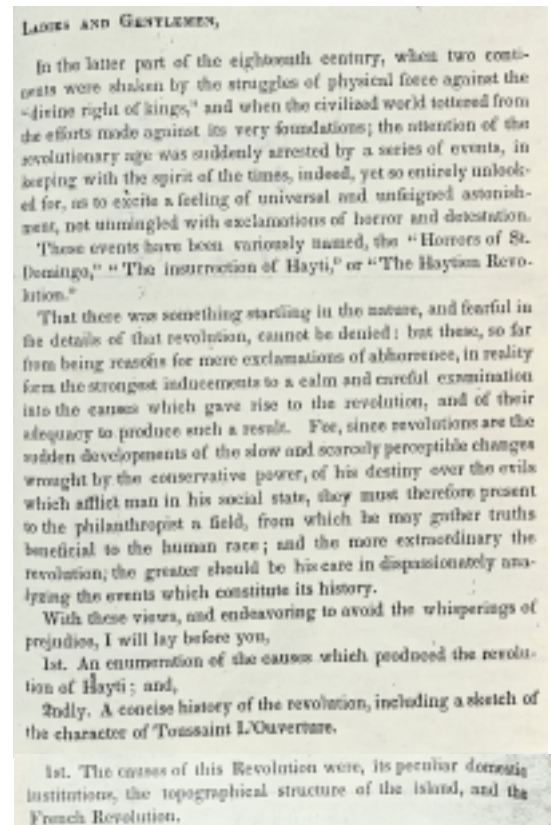 LADIES AND GENTLEMEN,
In the latter part of the eighteenth century, when two conti-
nents were shaken by the struggles of physical force against the
"divine right of kings," and when the civilized world tottered from
the efforts made against its very foundations; the attention of the
revolutionary age was suddenly arrested by a series of events, in
keeping with the spirit of the times, indeed, yet so entirely unlook-
ed for, as to excite a feeling of universal and unfeigned astonish-
ment, not unmingled with exclamations of horror and detestation.
These events have been variously named, the "Horrors of St.
Domingo," "The insurrection of Hayti," or "The Haytien Revo-
lution."
That there was something startling in the nature, and fearful in
the details of that revolution, cannot be denied: but these, so far
from being reasons for mere exclamations of abhorrence, in reality
form the strongest inducements to a calm and careful examination
into the causes which gave rise to the revolution, and of their
adequacy to produce such a result. For, since revolutions are the
sudden developments of the slow and scarcely perceptible changes
wrought by the conservative power, of his destiny over the evils
which afflict man in his social state, they must therefore present
to the philanthropist a field, from which he may gather truths
beneficial to the human race; and the more extraordinary the
revolution; the greater should be his care in dispassionately ana-
lyzing the events which constitute its history.
With these views, and endeavoring to avoid the whisperings of
prejudice, I will lay before you,
1st. An enumeration of the causes which produced the revolu-
tion of Hayti; and,
2ndly. A concise history of the revolution, including a sketch of
the character of Toussaint L'Ouverture.
1st. The causes of this Revolution were, its peculiar domestic
institutions, the topographical structure of the island, and the
French Revolution.